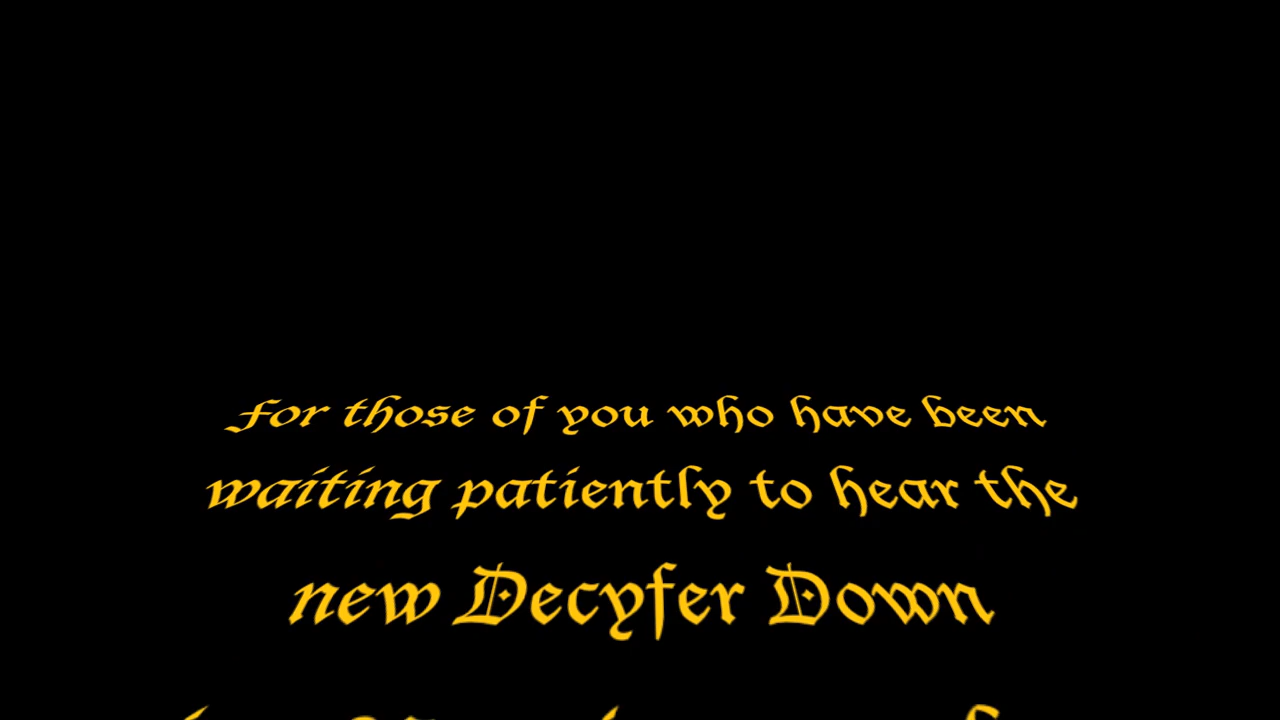 For those of you who have been
waiting patiently to hear the
new Decyfer Down